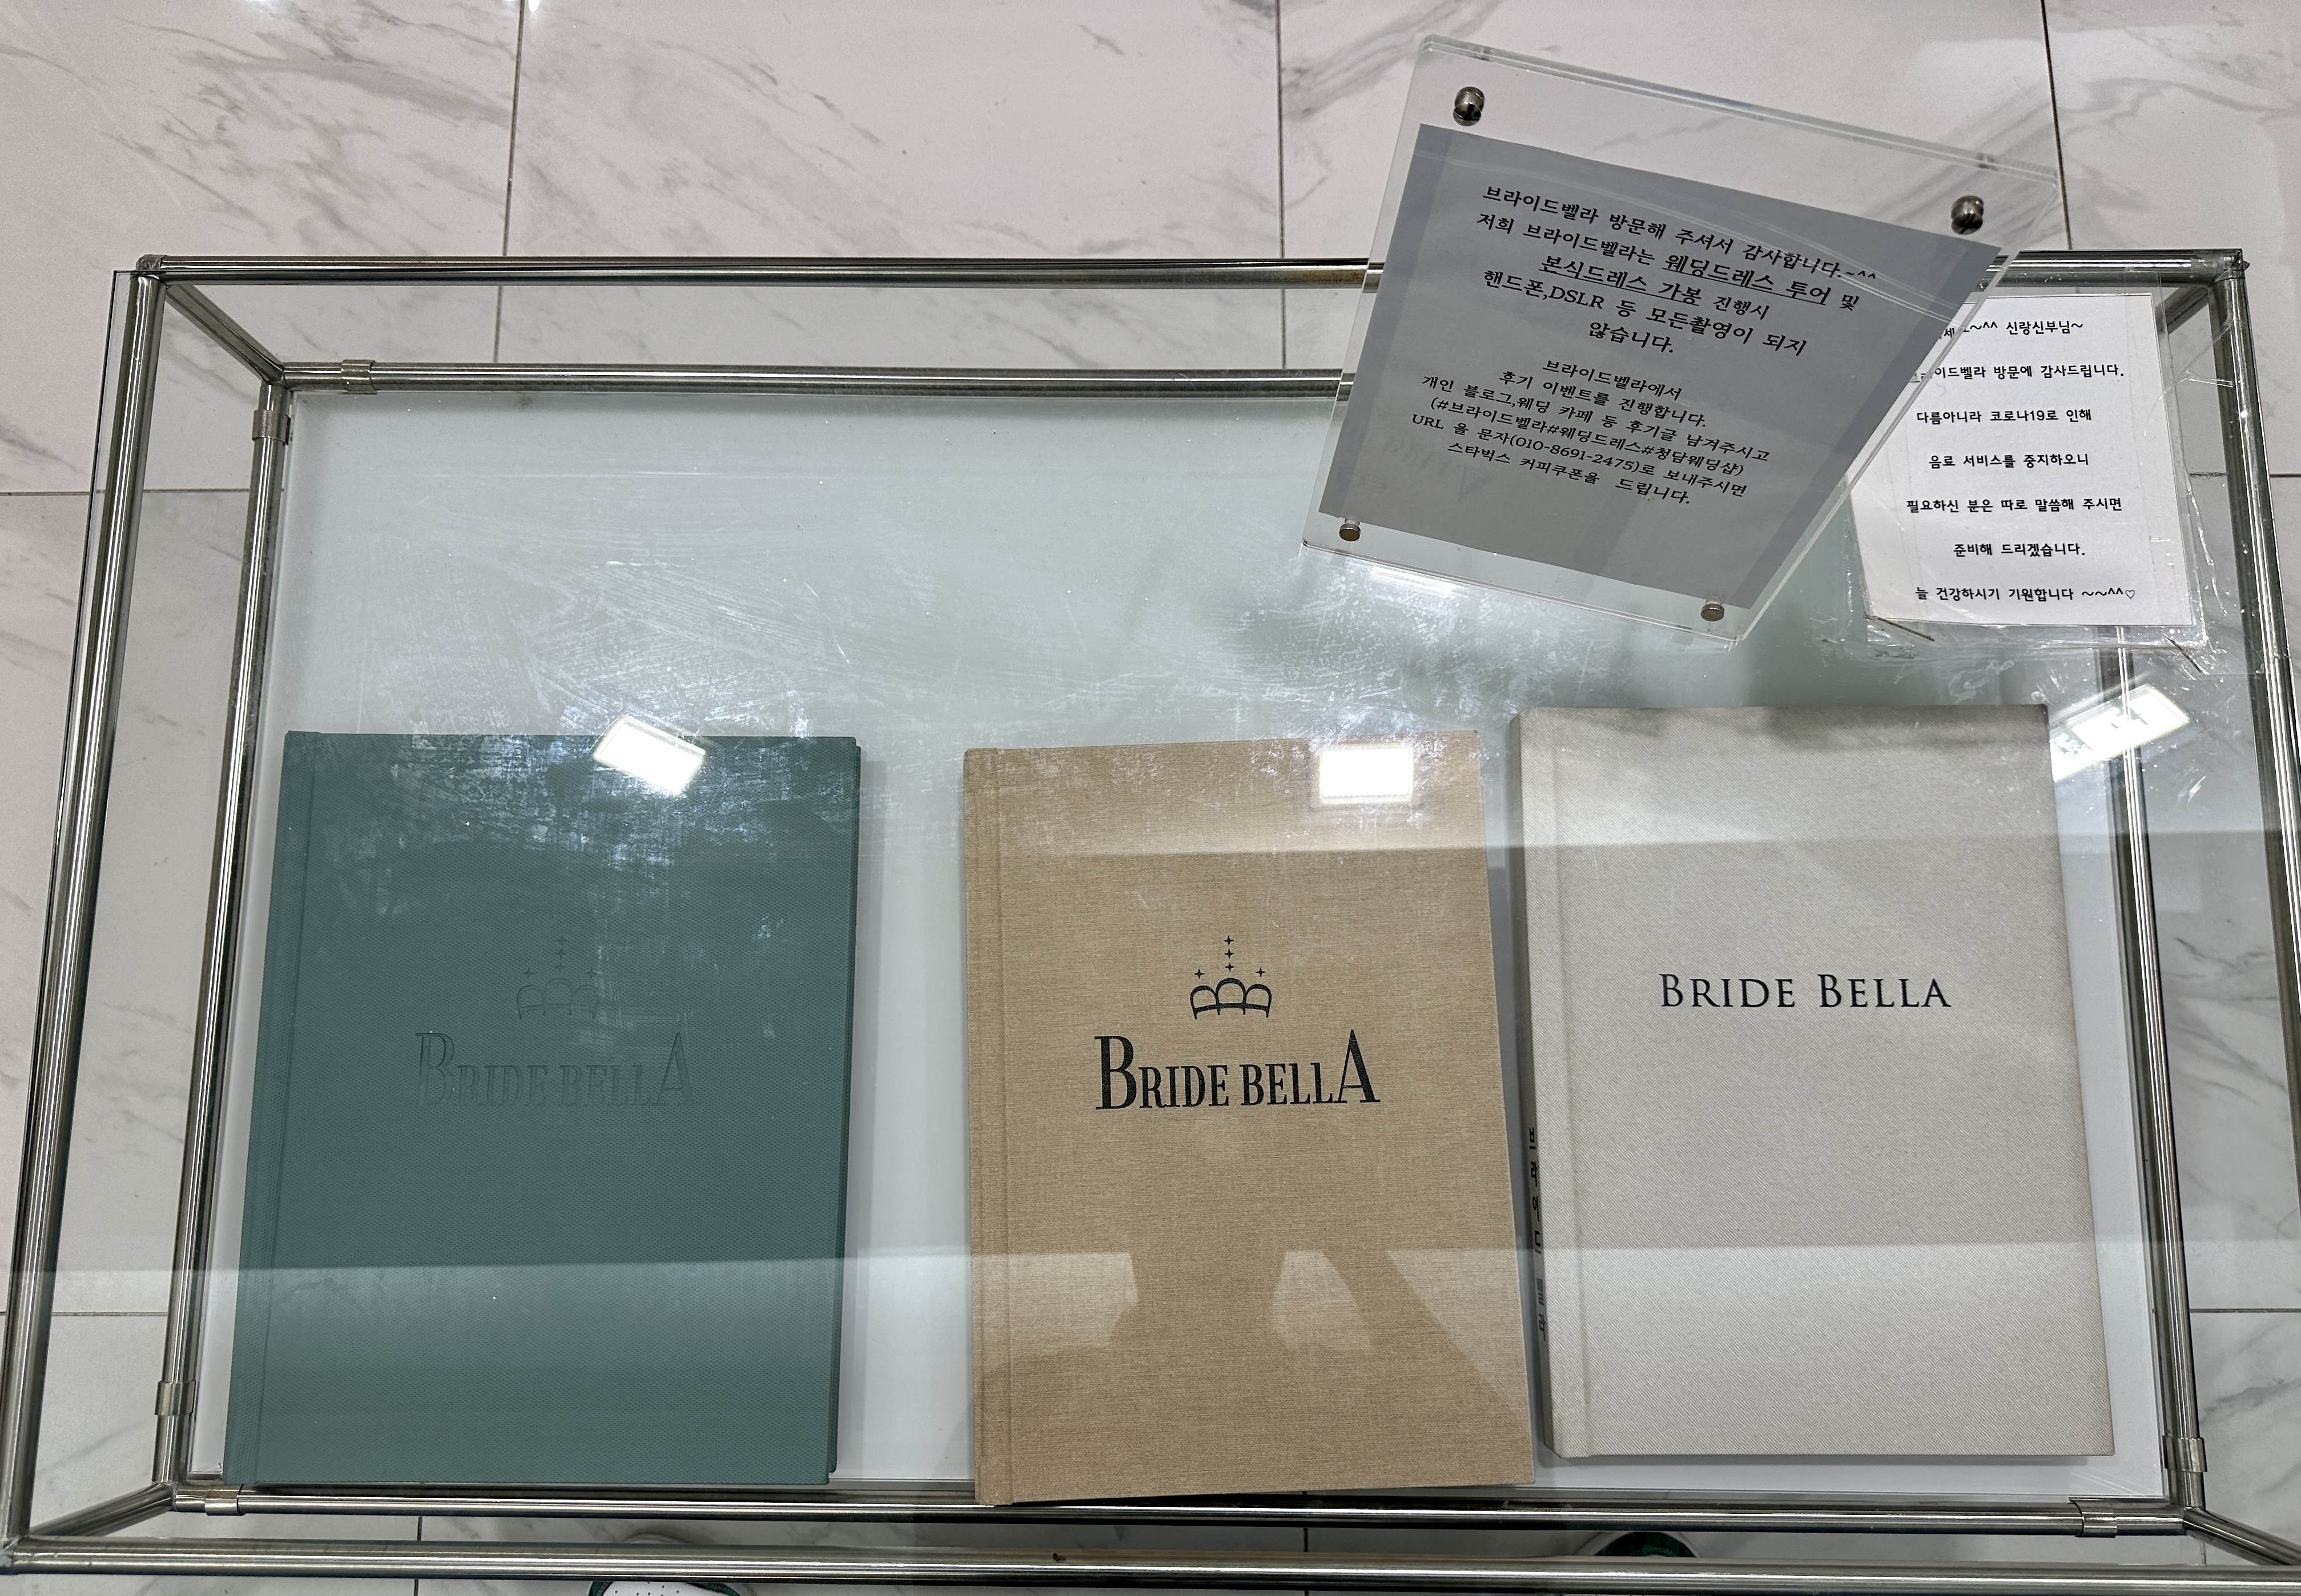 브라이드벨라 방문해 주셔서 감사합니다.~^^
저희 브라이드벨라는 웨딩드레스 투어 및
본식드레스 가봉 진행시
핸드폰,DSLR 등 모든촬영이 되지
않습니다.
브라이드벨라에서
후기 이벤트를 진행합니다.
개인 블로그,웨딩 카페 등 후기글 남겨주시고
(#브라이드벨라#웨딩드레스#청담웨딩샵)
URL 을 문자(010-8691-2475)로 보내주시면
스타벅스 커피쿠폰을 드립니다.
~^^ 신랑신부님~
방문에 감사드립니다.
다름아니라 코로나19로 인해
음료 서비스를 중지하오니
필요하신 분은 따로 말씀해 주시면
준비해 드리겠습니다.
늘 건강하시기 기원합니다 ~~^^♡
BRIDE BELLA
BRIDE BELLA
BRIDE BELLA